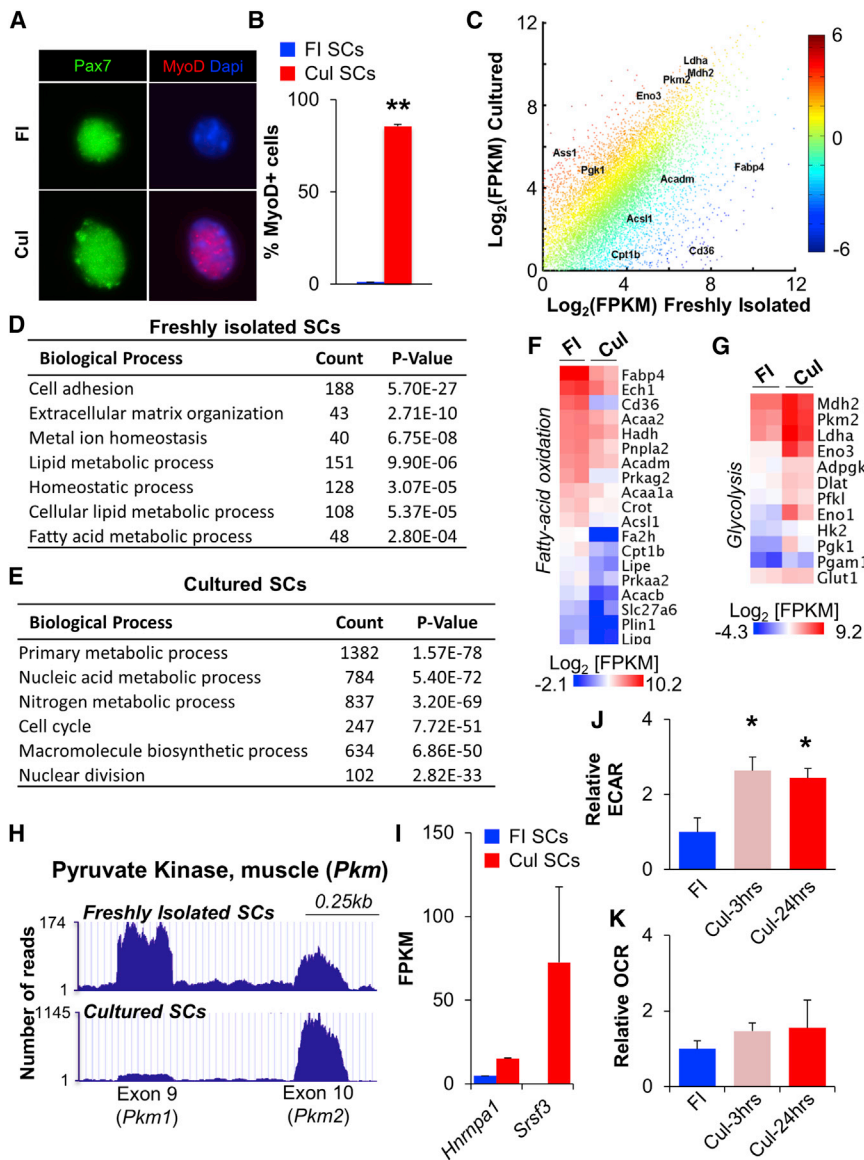 A
Pax7
MyoD Dapi
FI
Cul
B
FI SCs
Cul SCs
% MyoD+ cells
100
50
0
**
C
Log2(FPKM) Cultured
12
8
4
0
0
4
8
12
Log2(FPKM) Freshly Isolated
Ldha
Mdh2
Pkm2
Eno3
Ass1
Pgk1
Acadm
Fabp4
Acsl1
Cpt1b
Cd36
6
0
-6
D
Freshly isolated SCs
Biological Process Count P-Value
Cell adhesion 188 5.70E-27
Extracellular matrix organization 43 2.71E-10
Metal ion homeostasis 40 6.75E-08
Lipid metabolic process 151 9.90E-06
Homeostatic process 128 3.07E-05
Cellular lipid metabolic process 108 5.37E-05
Fatty acid metabolic process 48 2.80E-04
E
Cultured SCs
Biological Process Count P-Value
Primary metabolic process 1382 1.57E-78
Nucleic acid metabolic process 784 5.40E-72
Nitrogen metabolic process 837 3.20E-69
Cell cycle 247 7.72E-51
Macromolecule biosynthetic process 634 6.86E-50
Nuclear division 102 2.82E-33
F
FI Cul
Fatty-acid oxidation
Fabp4
Ech1
Cd36
Acaa2
Hadh
Pnpla2
Acadm
Prkag2
Acaa1a
Crot
Acsl1
Fa2h
Cpt1b
Lipe
Prkaa2
Acacb
Slc27a6
Plin1
Lipg
Log2 [FPKM]
-2.1 10.2
G
FI Cul
Glycolysis
Mdh2
Pkm2
Ldha
Eno3
Adpgk
Dlat
Pfkl
Eno1
Hk2
Pgk1
Pgam1
Glut1
Log2 [FPKM]
-4.3 9.2
H
Pyruvate Kinase, muscle (Pkm)
0.25kb
Freshly Isolated SCs
174
1
Number of reads
Cultured SCs
1145
1
Exon 9
(Pkm1)
Exon 10
(Pkm2)
I
FI SCs
Cul SCs
FPKM
150
100
50
0
Hnrnpa1
Srsf3
J
Relative
ECAR
4
2
0
*
*
FI
Cul-3hrs
Cul-24hrs
K
Relative OCR
4
2
0
FI
Cul-3hrs
Cul-24hrs